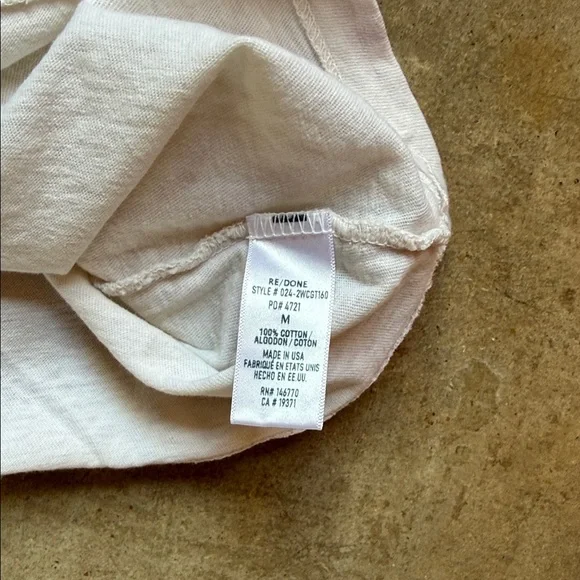 RE/DONE
STYLE # 024-2WCGT160
PO# 4721
M
100% COTTON/
ALGODON/COTON
MADE IN USA
FABRIQUÉ EN ETATS UNIS
HECHO EN EE.UU.
RN# 146770
CA # 19371